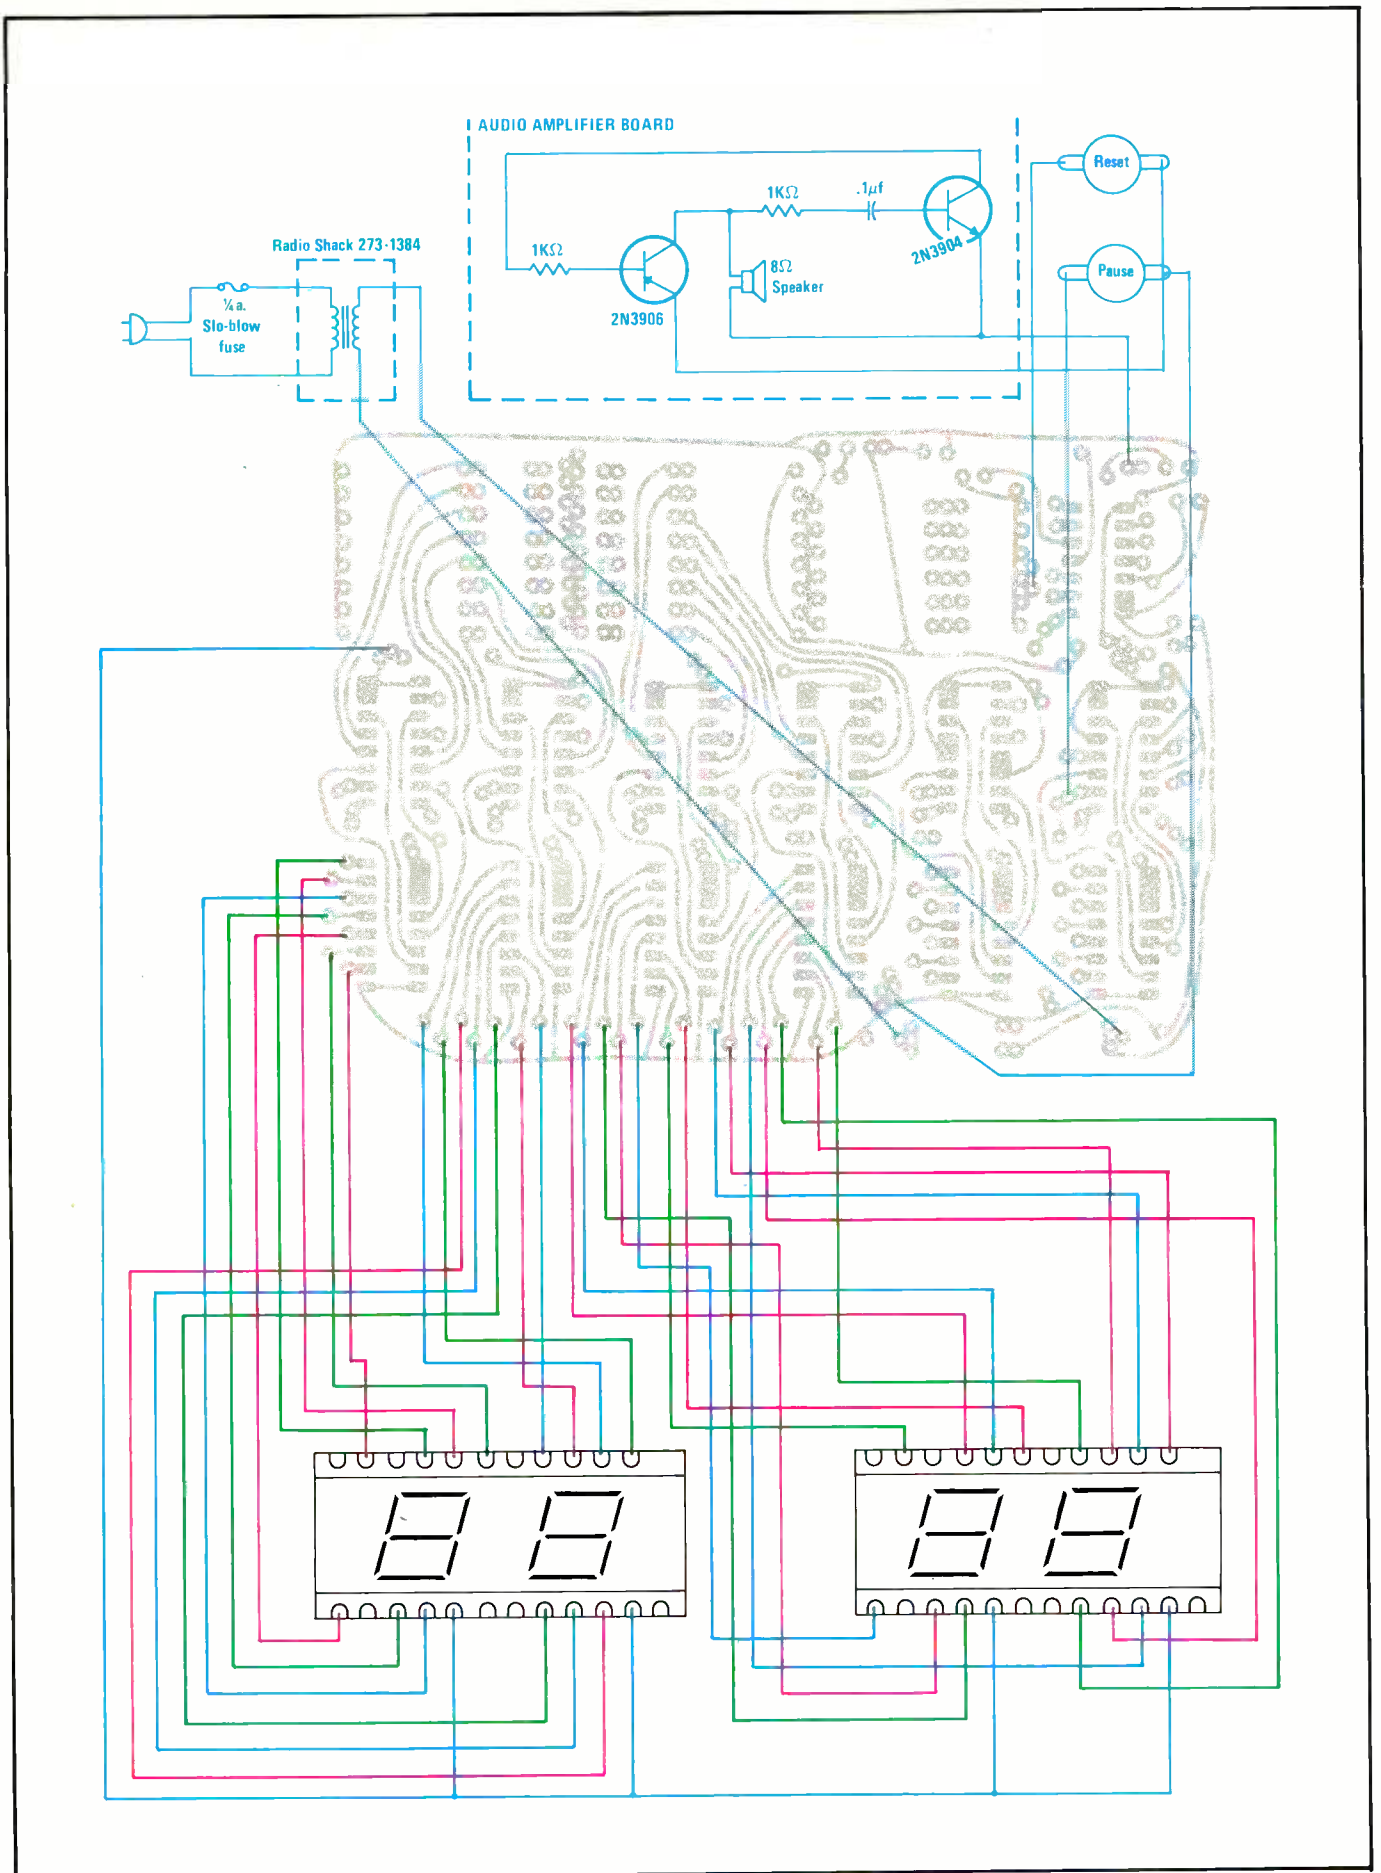 AUDIO AMPLIFIER BOARD
Reset
1KΩ
.1μf
2N3904
Radio Shack 273-1384
1KΩ
8Ω
Speaker
Pause
¼ a.
Slo-blow
fuse
2N3906